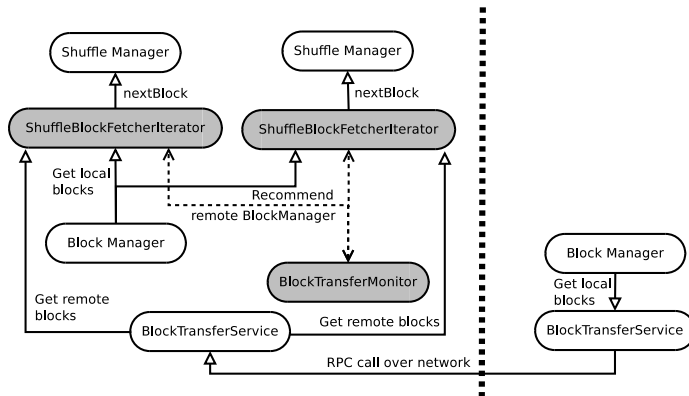 Shuffle Manager
Shuffle Manager
nextBlock
nextBlock
ShuffleBlockFetcherIterator
ShuffleBlockFetcherIterator
Get local
blocks
Recommend
remote BlockManager
Block Manager
Block Manager
BlockTransferMonitor
Get local
blocks
Get remote
blocks
BlockTransferService
Get remote blocks
BlockTransferService
RPC call over network